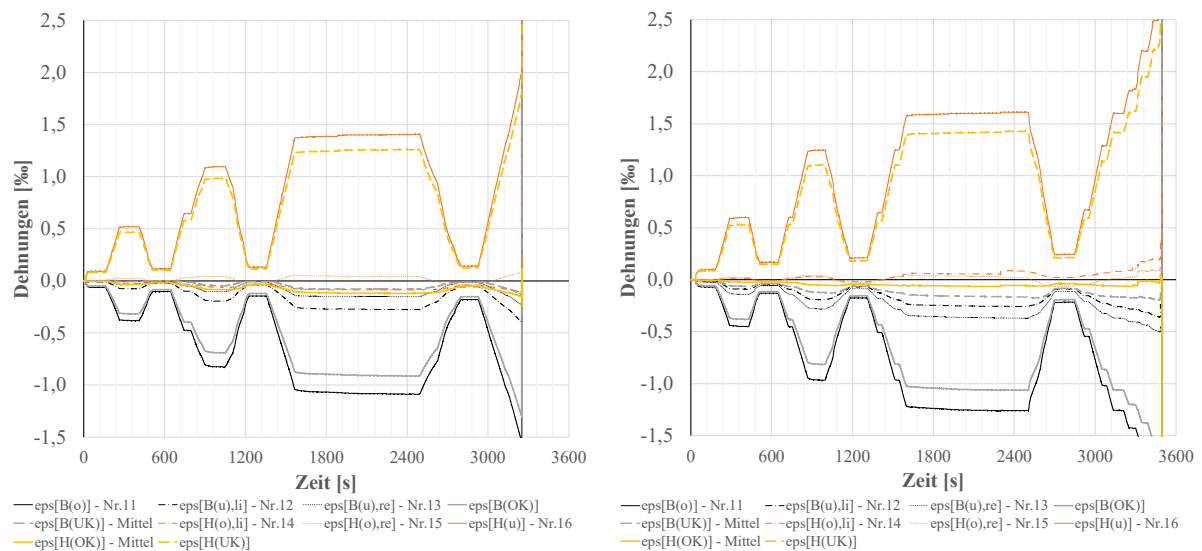 2,5
2,0
1,5
1,0
0,5
0,0
-0,5
-1,0
-1,5
Dehnungen [‰]
0 600 1200 1800 2400 3000 3600
Zeit [s]
eps[B(o)] - Nr.11 eps[B(u),li] - Nr.12 eps[B(u),re] - Nr.13 eps[B(OK)]
eps[B(UK)] - Mittel eps[H(o),li] - Nr.14 eps[H(o),re] - Nr.15 eps[H(u)] - Nr.16
eps[H(OK)] - Mittel eps[H(UK)]
2,5
2,0
1,5
1,0
0,5
0,0
-0,5
-1,0
-1,5
Dehnungen [‰]
0 600 1200 1800 2400 3000 3600
Zeit [s]
eps[B(o)] - Nr.11 eps[B(u),li] - Nr.12 eps[B(u),re] - Nr.13 eps[B(OK)]
eps[B(UK)] - Mittel eps[H(o),li] - Nr.14 eps[H(o),re] - Nr.15 eps[H(u)] - Nr.16
eps[H(OK)] - Mittel eps[H(UK)]